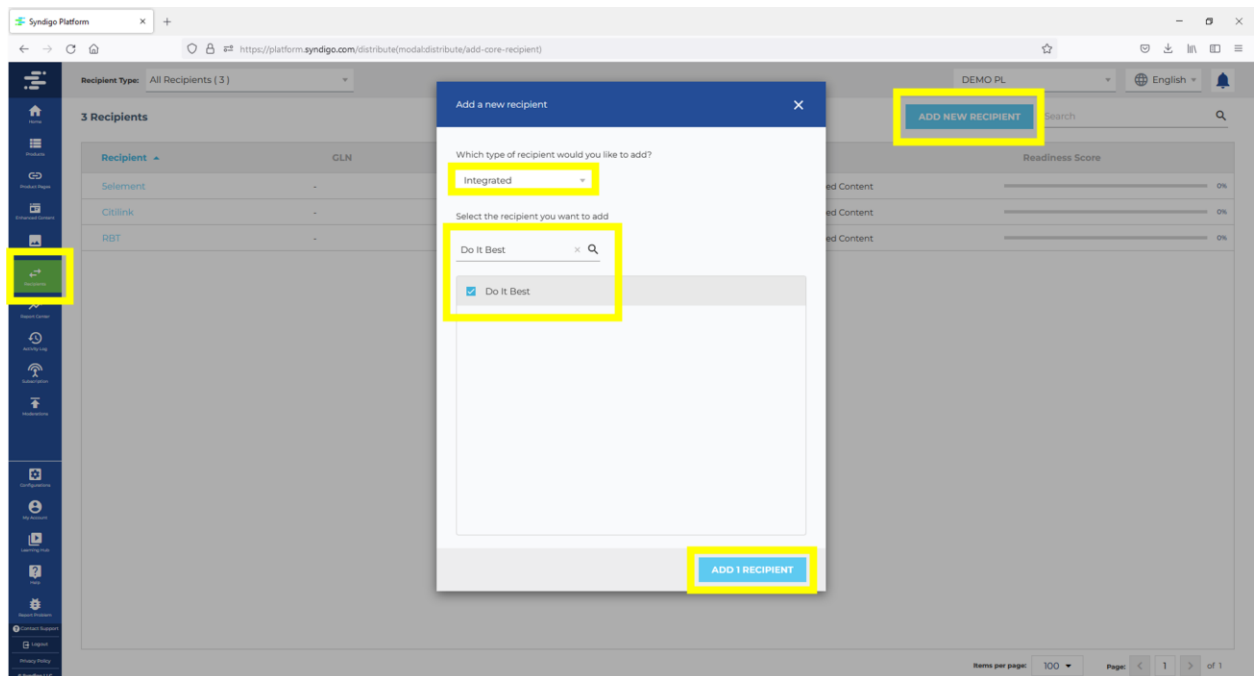 Syndigo Platform
https://platform.syndigo.com/distribute(modal:distribute/add-core-recipient)
Recipient Type: All Recipients ( 3 )
DEMO PL
English
Home
3 Recipients
ADD NEW RECIPIENT
Search
Products
Recipient
GLN
Readiness Score
Product Pages
Selement
-
ed Content
0%
Enhanced Content
Citilink
-
ed Content
0%
RBT
-
ed Content
0%
Add a new recipient
Which type of recipient would you like to add?
Integrated
Select the recipient you want to add
Do It Best
Do It Best
ADD 1 RECIPIENT
Recipients
Report Center
Activity Log
Subscription
Moderations
Configurations
My Account
Learning Hub
Help
Report Problem
Contact Support
Logout
Privacy Policy
Items per page: 100
Page: 1 of 1